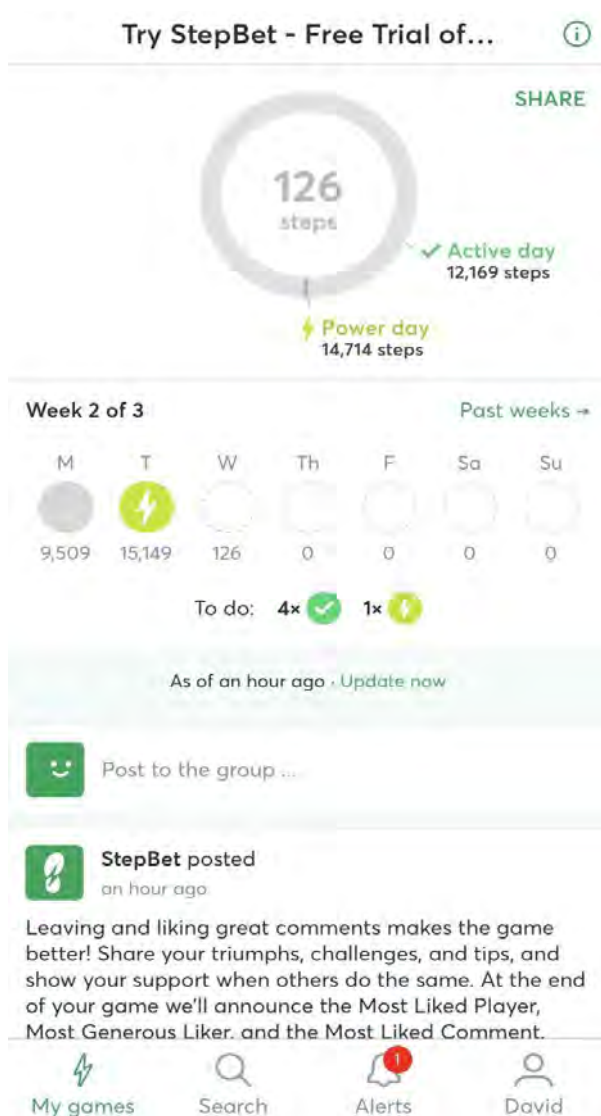 Try StepBet - Free Trial of...
SHARE
126
steps
Active day
12,169 steps
Power day
14,714 steps
Week 2 of 3
Past weeks →
M T W Th F Sa Su
9,509 15,149 126 0 0 0 0
To do: 4x 1x
As of an hour ago · Update now
Post to the group ...
StepBet posted
an hour ago
Leaving and liking great comments makes the game
better! Share your triumphs, challenges, and tips, and
show your support when others do the same. At the end
of your game we'll announce the Most Liked Player,
Most Generous Liker, and the Most Liked Comment.
1
My games Search Alerts David